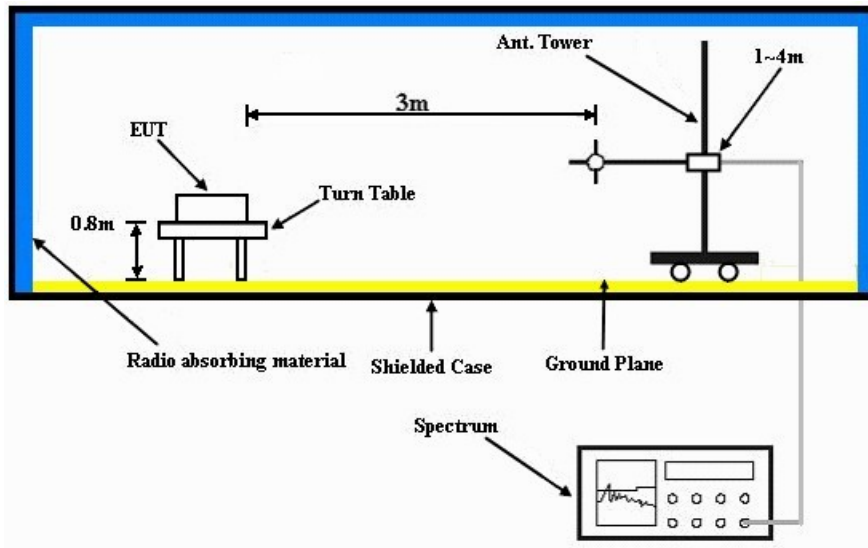 Ant. Tower
1~4m
3m
EUT
Turn Table
0.8m
Radio absorbing material
Shielded Case
Ground Plane
Spectrum